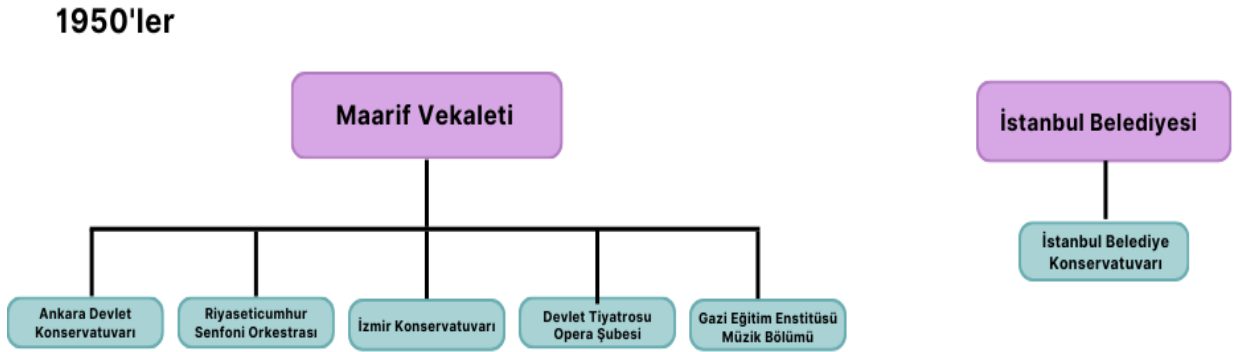 1950'ler
Maarif Vekaleti
İstanbul Belediyesi
İstanbul Belediye
Konservatuvarı
Ankara Devlet
Konservatuvarı
Riyaseticumhur
Senfoni Orkestrası
İzmir Konservatuvarı
Devlet Tiyatrosu
Opera Şubesi
Gazi Eğitim Enstitüsü
Müzik Bölümü